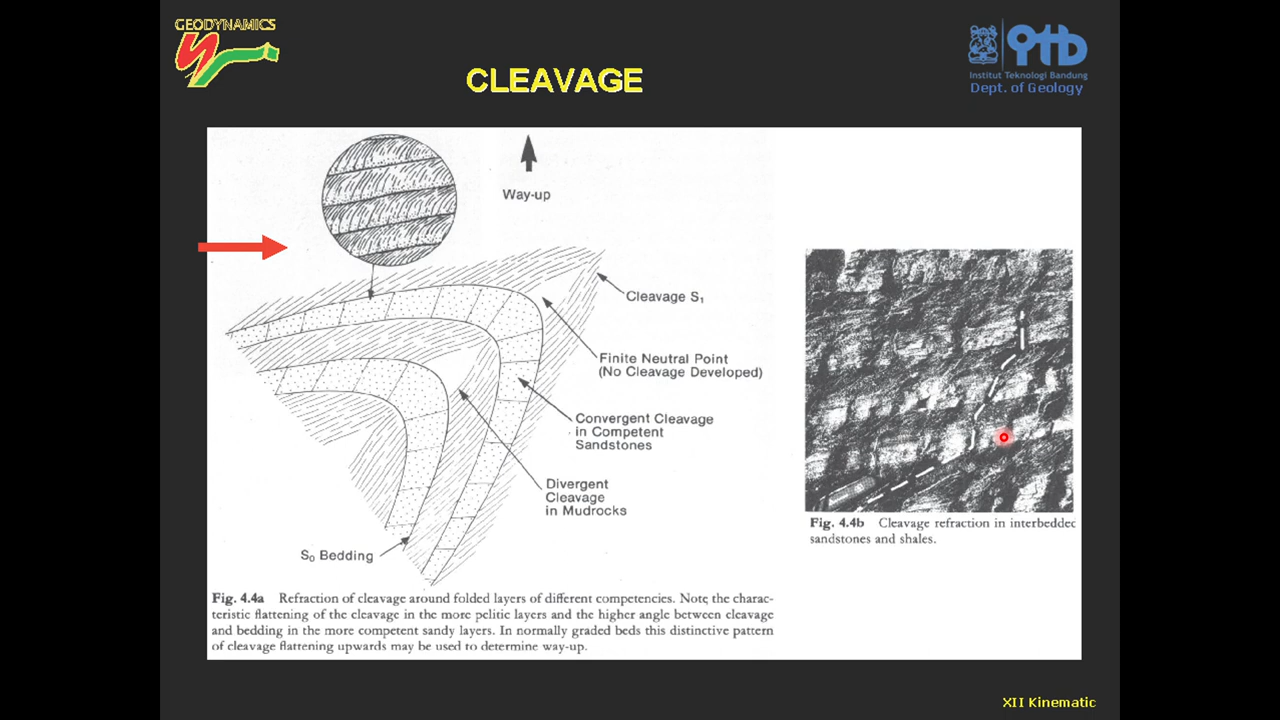 GEODYNAMICS
itb
Institut Teknologi Bandung
Dept. of Geology
CLEAVAGE
Way-up
Cleavage S₁
Finite Neutral Point
(No Cleavage Developed)
Convergent Cleavage
in Competent
Sandstones
Divergent
Cleavage
in Mudrocks
S₀ Bedding
Fig. 4.4a Refraction of cleavage around folded layers of different competencies. Note the charac-
teristic flattening of the cleavage in the more pelitic layers and the higher angle between cleavage
and bedding in the more competent sandy layers. In normally graded beds this distinctive pattern
of cleavage flattening upwards may be used to determine way-up.
Fig. 4.4b Cleavage refraction in interbedded
sandstones and shales.
XII Kinematic